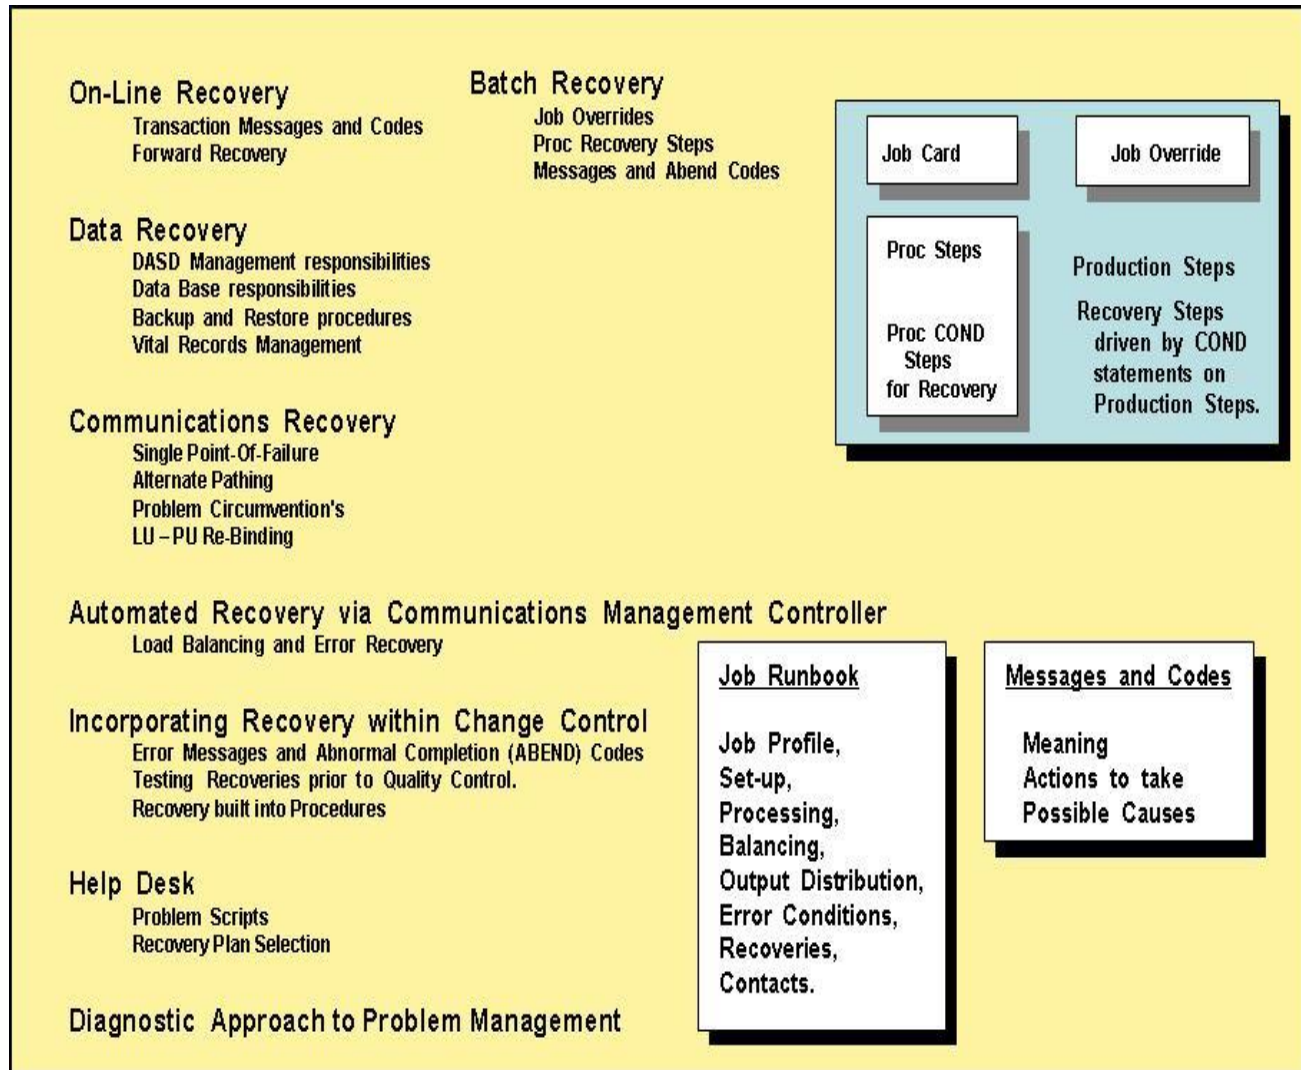 On-Line Recovery
Transaction Messages and Codes
Forward Recovery
Batch Recovery
Job Overrides
Proc Recovery Steps
Messages and Abend Codes
Job Card
Job Override
Proc Steps
Proc COND
Steps
for Recovery
Production Steps
Recovery Steps
driven by COND
statements on
Production Steps.
Data Recovery
DASD Management responsibilities
Data Base responsibilities
Backup and Restore procedures
Vital Records Management
Communications Recovery
Single Point-Of-Failure
Alternate Pathing
Problem Circumvention's
LU – PU Re-Binding
Automated Recovery via Communications Management Controller
Load Balancing and Error Recovery
Incorporating Recovery within Change Control
Error Messages and Abnormal Completion (ABEND) Codes
Testing Recoveries prior to Quality Control.
Recovery built into Procedures
Help Desk
Problem Scripts
Recovery Plan Selection
Diagnostic Approach to Problem Management
Job Runbook
Job Profile,
Set-up,
Processing,
Balancing,
Output Distribution,
Error Conditions,
Recoveries,
Contacts.
Messages and Codes
Meaning
Actions to take
Possible Causes